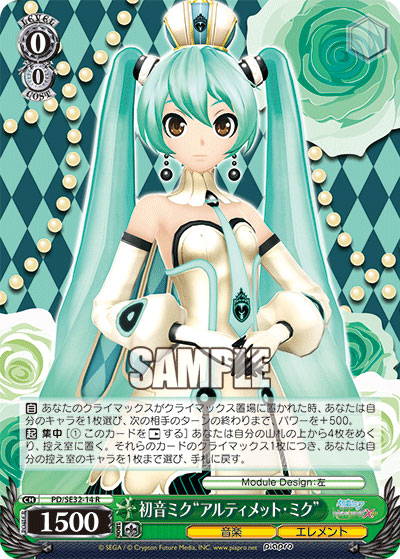 LEVEL
0
0
COST
SAMPLE
自 あなたのクライマックスがクライマックス置場に置かれた時、あなたは自
分のキャラを1枚選び、次の相手のターンの終わりまで、パワーを＋500。
起 集中 [① このカードを する] あなたは自分の山札の上から4枚をめく
り、控え室に置く。それらのカードのクライマックス1枚につき、あなたは自
分の控え室のキャラを1枚まで選び、手札に戻す。
Module Design:左
CH PD/SE32-14 R
初音ミク“アルティメット・ミク”
POWER
1500
音楽
エレメント
© SEGA / © Crypton Future Media, INC. www.piapro.net piapro